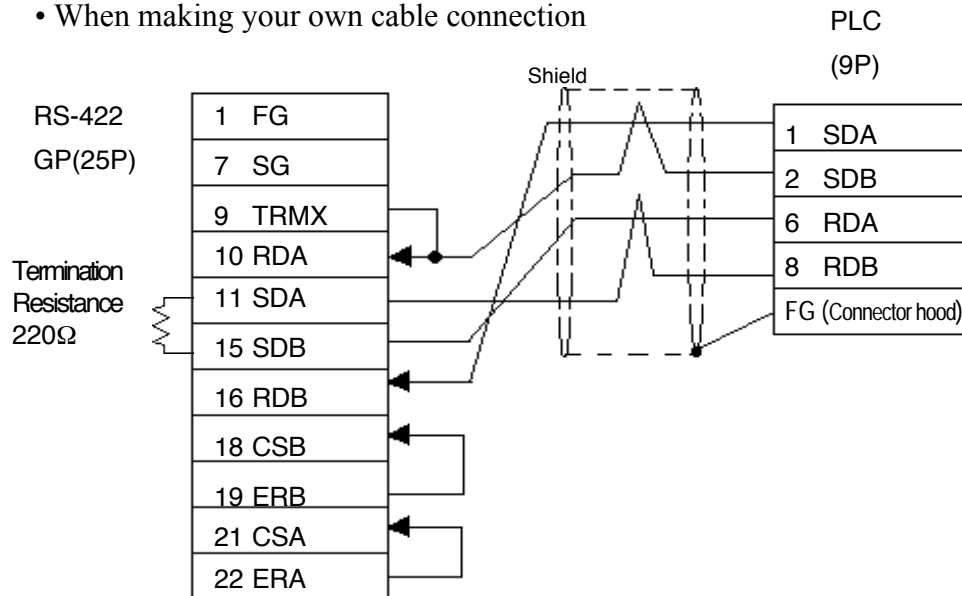 • When making your own cable connection
PLC
(9P)
Shield
RS-422
GP(25P)
1 FG
7 SG
9 TRMX
10 RDA
11 SDA
15 SDB
16 RDB
18 CSB
19 ERB
21 CSA
22 ERA
Termination
Resistance
220Ω
1 SDA
2 SDB
6 RDA
8 RDB
FG (Connector hood)